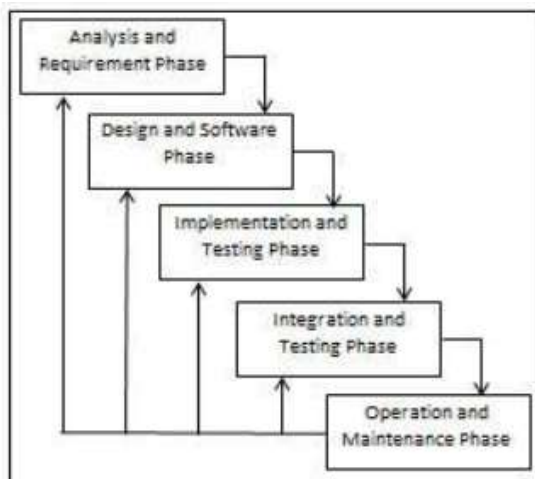 Analysis and
Requirement Phase
Design and Software
Phase
Implementation and
Testing Phase
Integration and
Testing Phase
Operation and
Maintenance Phase